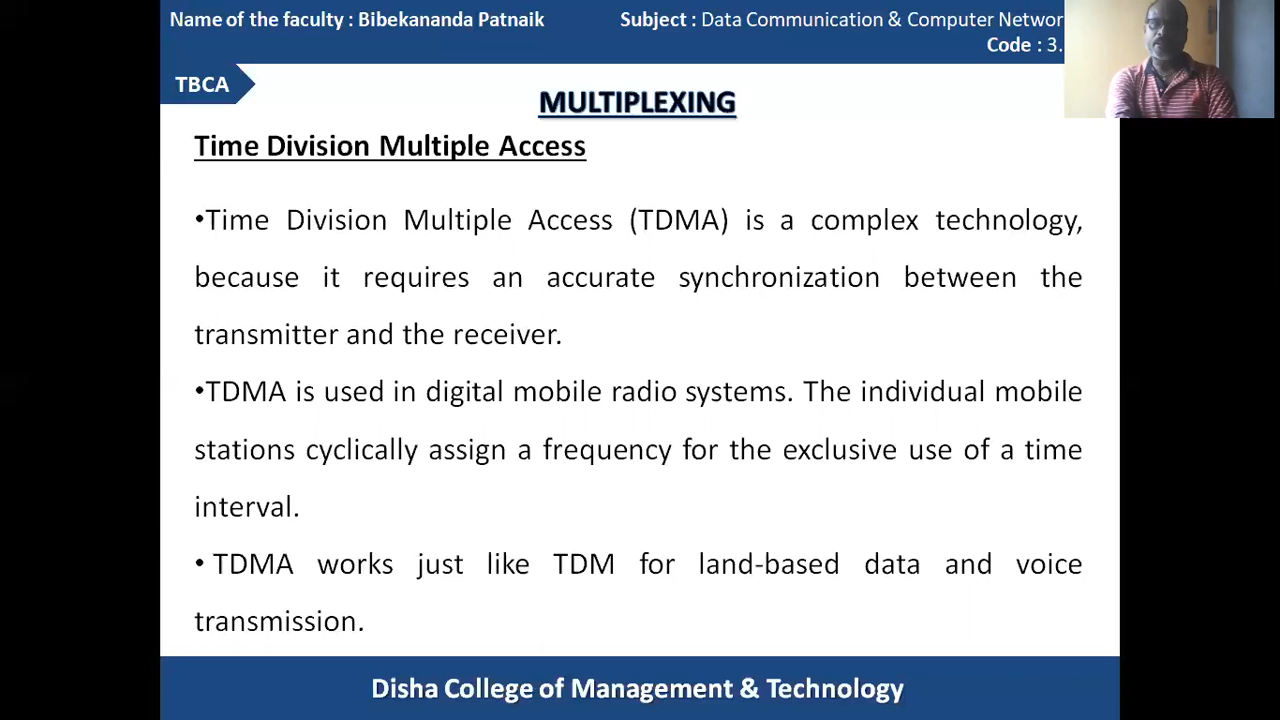 Name of the faculty : Bibekananda Patnaik
Subject : Data Communication & Computer Networ
Code : 3.
TBCA
MULTIPLEXING
Time Division Multiple Access
•Time Division Multiple Access (TDMA) is a complex technology,
because it requires an accurate synchronization between the
transmitter and the receiver.
•TDMA is used in digital mobile radio systems. The individual mobile
stations cyclically assign a frequency for the exclusive use of a time
interval.
• TDMA works just like TDM for land-based data and voice
transmission.
Disha College of Management & Technology